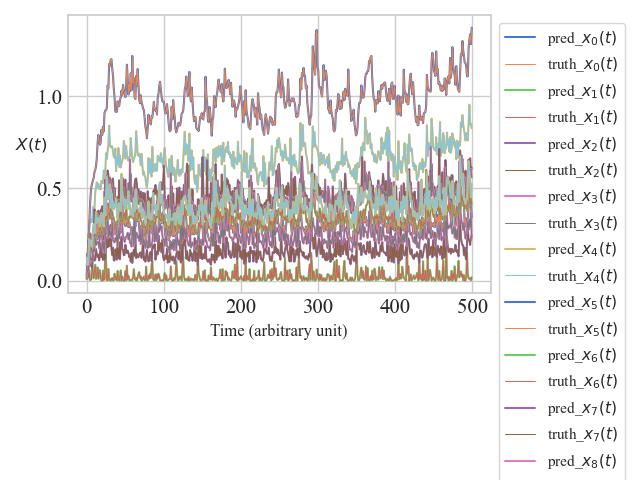 1.0
0.5
0.0
X(t)
0
100
200
300
400
500
Time (arbitrary unit)
pred_x₀(t)
truth_x₀(t)
pred_x₁(t)
truth_x₁(t)
pred_x₂(t)
truth_x₂(t)
pred_x₃(t)
truth_x₃(t)
pred_x₄(t)
truth_x₄(t)
pred_x₅(t)
truth_x₅(t)
pred_x₆(t)
truth_x₆(t)
pred_x₇(t)
truth_x₇(t)
pred_x₈(t)